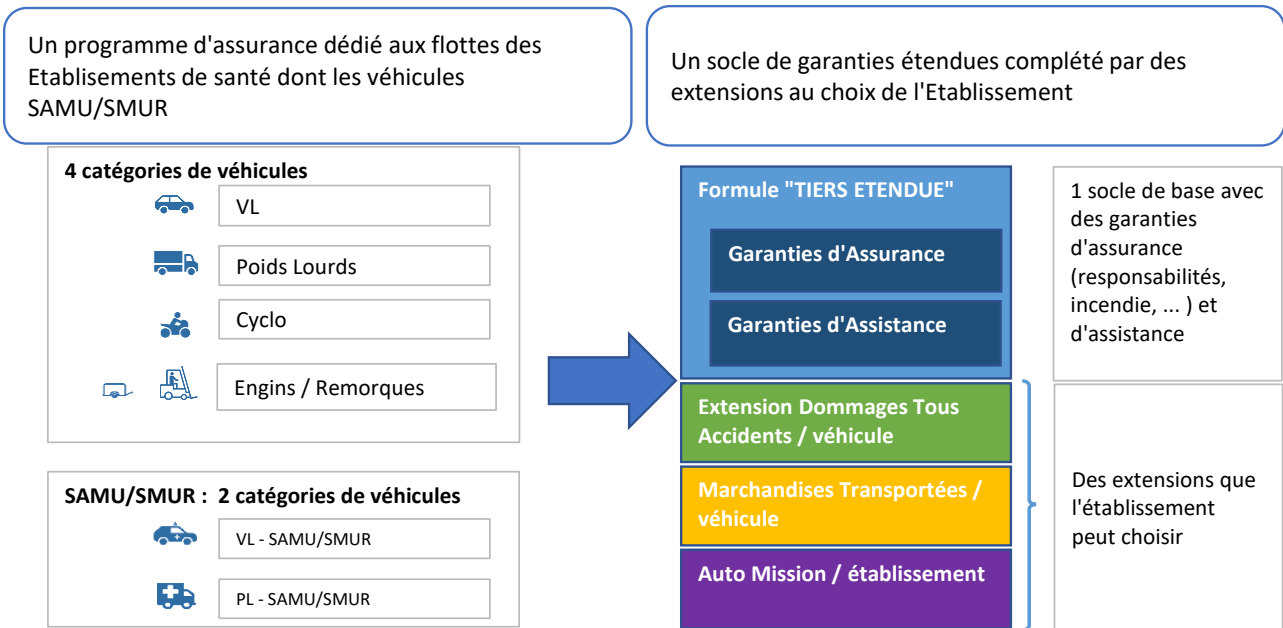 Un programme d'assurance dédié aux flottes des
Etablisements de santé dont les véhicules
SAMU/SMUR
Un socle de garanties étendues complété par des
extensions au choix de l'Etablissement
4 catégories de véhicules
VL
Poids Lourds
Cyclo
Engins / Remorques
SAMU/SMUR : 2 catégories de véhicules
VL - SAMU/SMUR
PL - SAMU/SMUR
Formule "TIERS ETENDUE"
Garanties d'Assurance
Garanties d'Assistance
Extension Dommages Tous
Accidents / véhicule
Marchandises Transportées /
véhicule
Auto Mission / établissement
1 socle de base avec
des garanties
d'assurance
(responsabilités,
incendie, ... ) et
d'assistance
Des extensions que
l'établissement
peut choisir